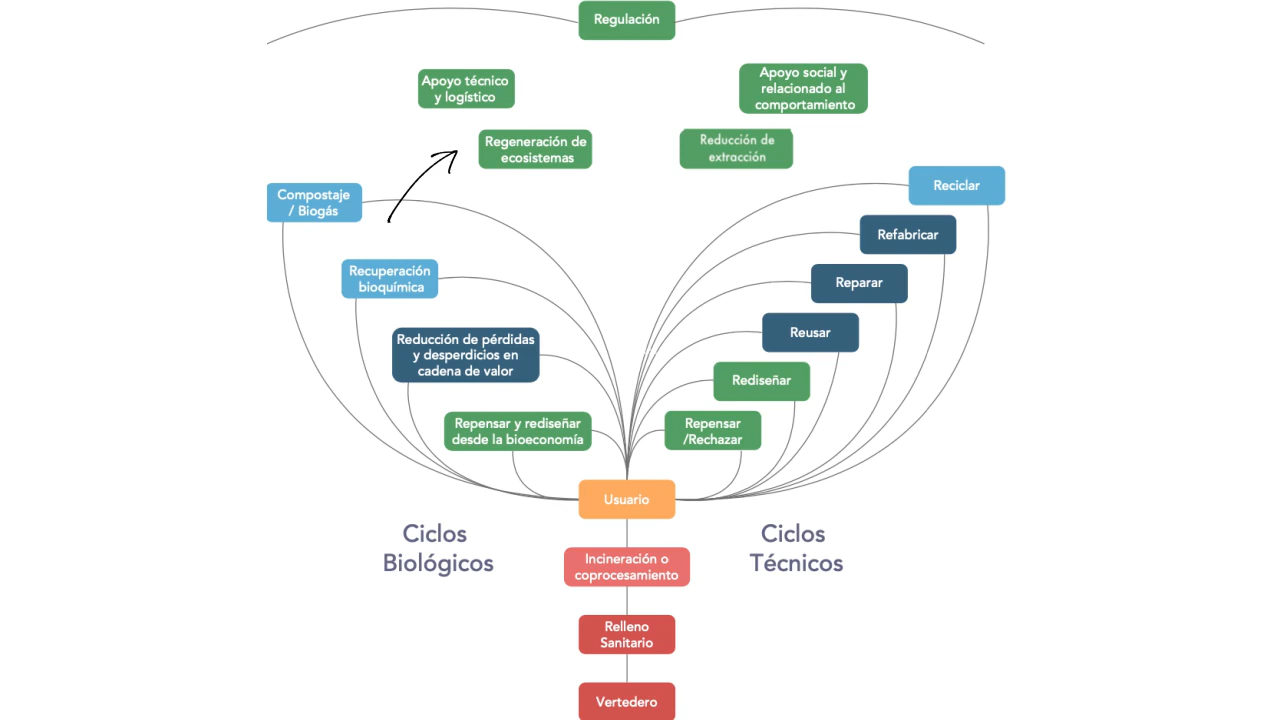 Regulación
Apoyo técnico
y logístico
Apoyo social y
relacionado al
comportamiento
Regeneración de
ecosistemas
Reducción de
extracción
Compostaje
/ Biogás
Reciclar
Refabricar
Recuperación
bioquímica
Reparar
Reusar
Reducción de pérdidas
y desperdicios en
cadena de valor
Rediseñar
Repensar y rediseñar
desde la bioeconomía
Repensar
/Rechazar
Usuario
Ciclos
Biológicos
Ciclos
Técnicos
Incineración o
coprocesamiento
Relleno
Sanitario
Vertedero